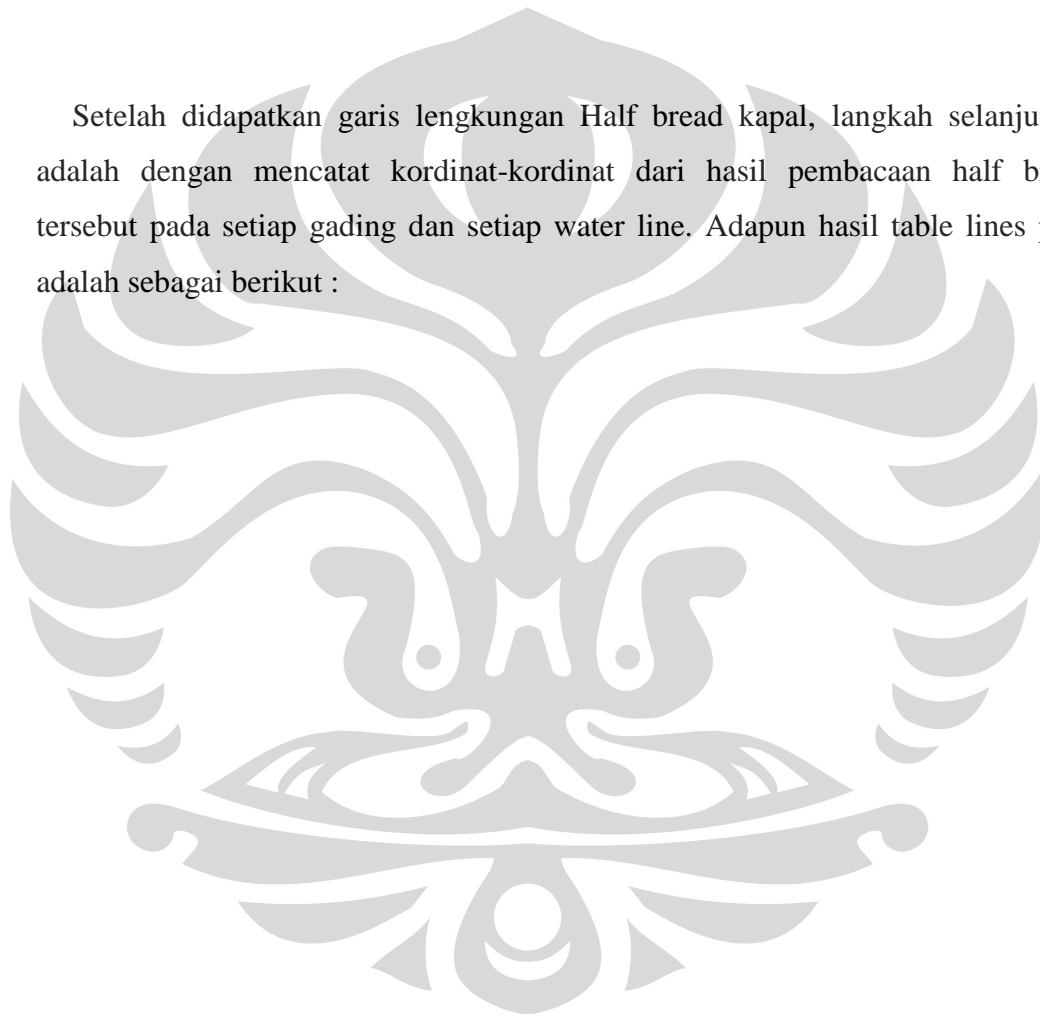 Setelah didapatkan garis lengkungan Half bread kapal, langkah selanju
adalah dengan mencatat kordinat-kordinat dari hasil pembacaan half b
tersebut pada setiap gading dan setiap water line. Adapun hasil table lines
adalah sebagai berikut :